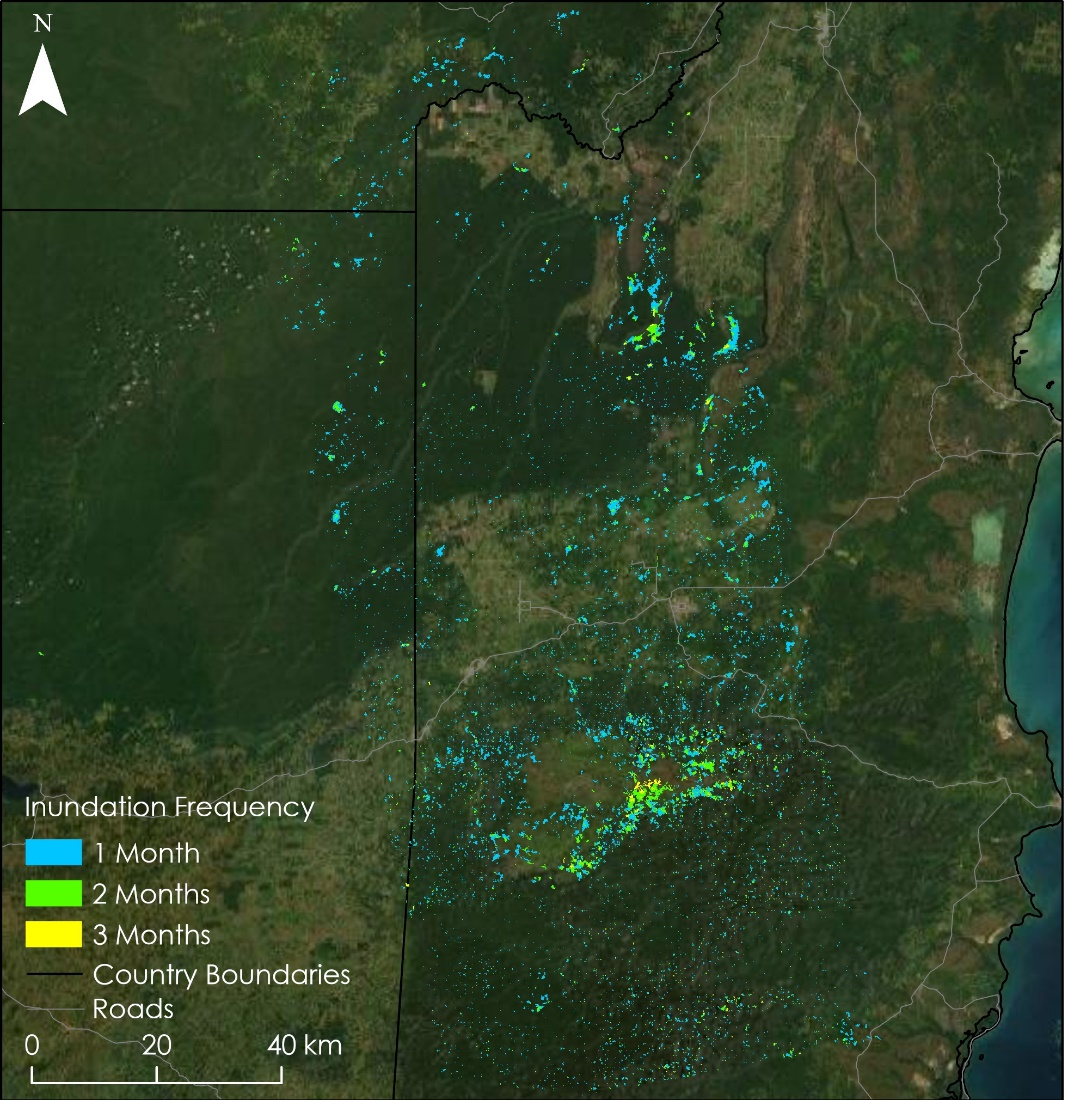 N
Inundation Frequency
1 Month
2 Months
3 Months
Country Boundaries
Roads
0 20 40 km